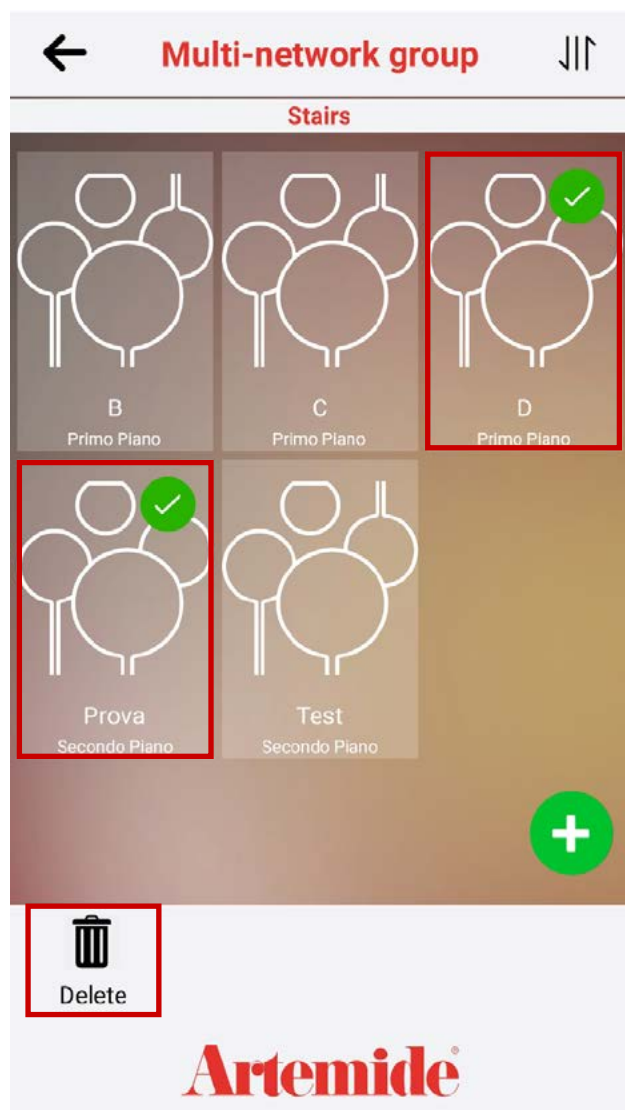 Multi-network group
Stairs
B
Primo Piano
C
Primo Piano
D
Primo Piano
Prova
Secondo Piano
Test
Secondo Piano
Delete
Artemide®